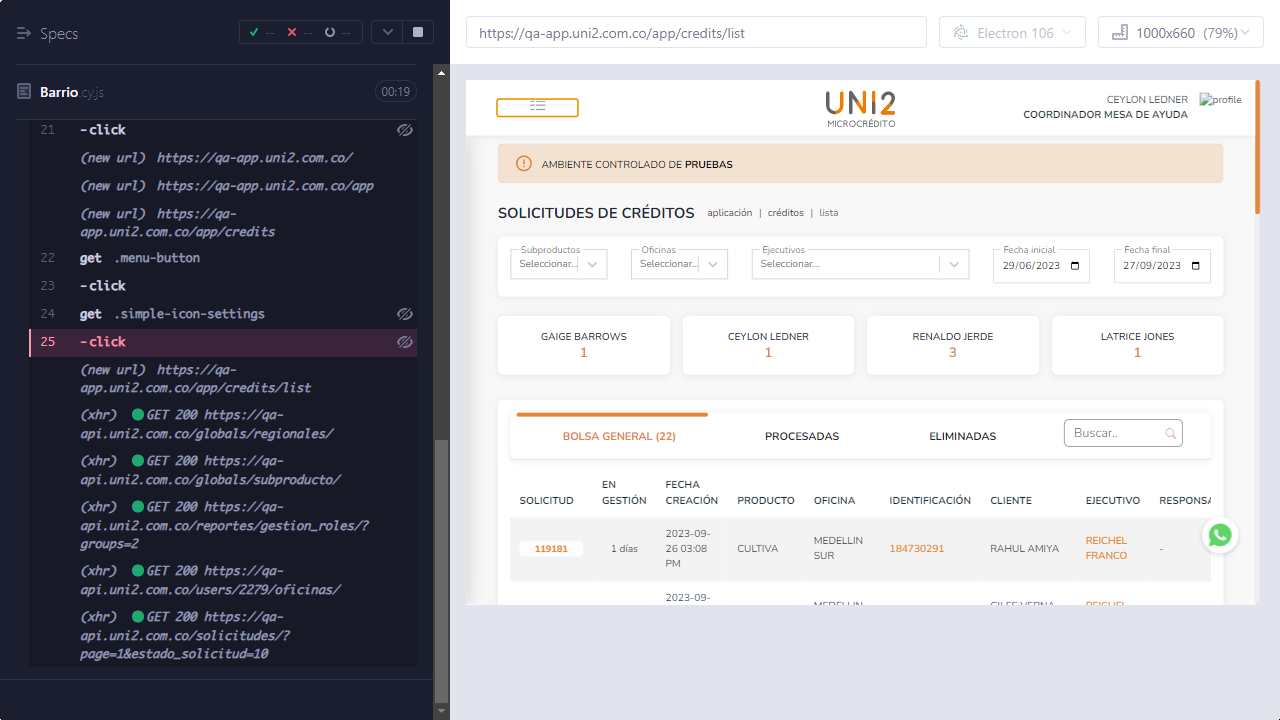 Specs
--
--
--
Barrio.cy.js
00:19
21 -click
(new url) https://qa-app.uni2.com.co/
(new url) https://qa-app.uni2.com.co/app
(new url) https://qa-
app.uni2.com.co/app/credits
22 get .menu-button
23 -click
24 get .simple-icon-settings
25 -click
(new url) https://qa-
app.uni2.com.co/app/credits/list
(xhr) GET 200 https://qa-
api.uni2.com.co/globals/regionales/
(xhr) GET 200 https://qa-
api.uni2.com.co/globals/subproducto/
(xhr) GET 200 https://qa-
api.uni2.com.co/reportes/gestion_roles/?
groups=2
(xhr) GET 200 https://qa-
api.uni2.com.co/users/2279/oficinas/
(xhr) GET 200 https://qa-
api.uni2.com.co/solicitudes/?
page=1&estado_solicitud=10
https://qa-app.uni2.com.co/app/credits/list
Electron 106
1000x660 (79%)
UNI2
MICROCRÉDITO
CEYLON LEDNER
COORDINADOR MESA DE AYUDA
profile
AMBIENTE CONTROLADO DE PRUEBAS
SOLICITUDES DE CRÉDITOS
aplicación | créditos | lista
Subproductos
Seleccionar...
Oficinas
Seleccionar...
Ejecutivos
Seleccionar...
Fecha inicial
29/06/2023
Fecha final
27/09/2023
GAIGE BARROWS
1
CEYLON LEDNER
1
RENALDO JERDE
3
LATRICE JONES
1
BOLSA GENERAL (22)
PROCESADAS
ELIMINADAS
Buscar..
SOLICITUD
EN
GESTIÓN
FECHA
CREACIÓN
PRODUCTO
OFICINA
IDENTIFICACIÓN
CLIENTE
EJECUTIVO
RESPONSA
119181
1 días
2023-09-
26 03:08
PM
CULTIVA
MEDELLIN
SUR
184730291
RAHUL AMIYA
REICHEL
FRANCO
-
2023-09-
MEDELLIN
GILES VERNA
REICHEL